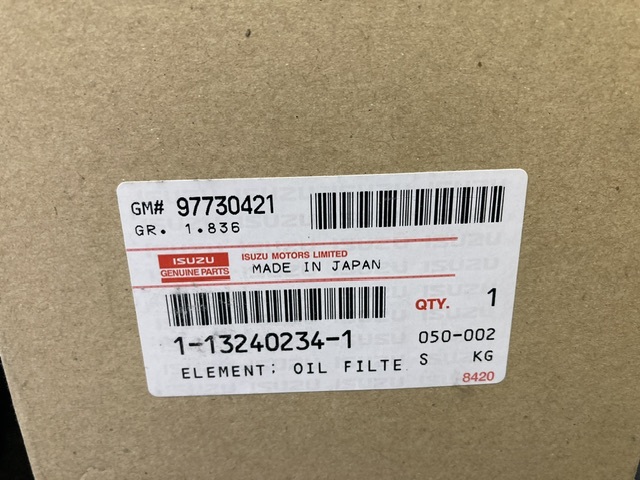 GM# 97730421
GR. 1.836
ISUZU
GENUINE PARTS
ISUZU MOTORS LIMITED
MADE IN JAPAN
QTY. 1
1-13240234-1
050-002
ELEMENT; OIL FILTE S KG
8420